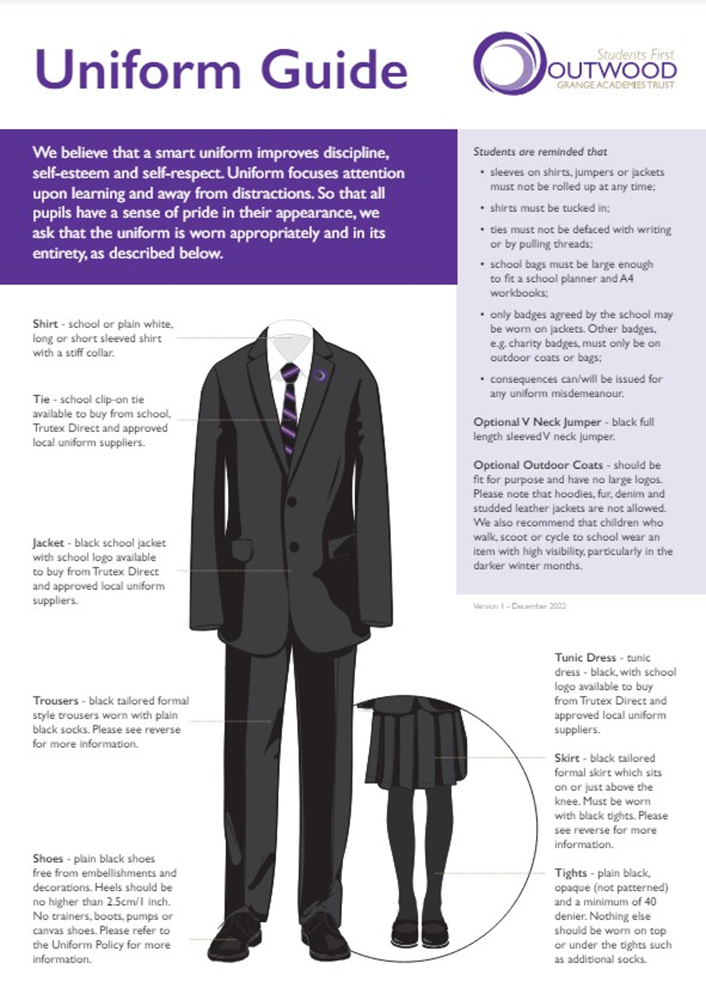 Uniform Guide
Students First
OUTWOOD
GRANGE ACADEMIES TRUST
We believe that a smart uniform improves discipline,
self-esteem and self-respect. Uniform focuses attention
upon learning and away from distractions. So that all
pupils have a sense of pride in their appearance, we
ask that the uniform is worn appropriately and in its
entirety, as described below.
Students are reminded that
• sleeves on shirts, jumpers or jackets
must not be rolled up at any time;
• shirts must be tucked in;
• ties must not be defaced with writing
or by pulling threads;
• school bags must be large enough
to fit a school planner and A4
workbooks;
• only badges agreed by the school may
be worn on jackets. Other badges,
e.g. charity badges, must only be on
outdoor coats or bags;
• consequences can/will be issued for
any uniform misdemeanour.
Optional V Neck Jumper - black full
length sleeved V neck jumper.
Optional Outdoor Coats - should be
fit for purpose and have no large logos.
Please note that hoodies, fur, denim and
studded leather jackets are not allowed.
We also recommend that children who
walk, scoot or cycle to school wear an
item with high visibility, particularly in the
darker winter months.
Version 1 - December 2022
Shirt - school or plain white,
long or short sleeved shirt
with a stiff collar.
Tie - school clip-on tie
available to buy from school,
Trutex Direct and approved
local uniform suppliers.
Jacket - black school jacket
with school logo available
to buy from Trutex Direct
and approved local uniform
suppliers.
Trousers - black tailored formal
style trousers worn with plain
black socks. Please see reverse
for more information.
Shoes - plain black shoes
free from embellishments and
decorations. Heels should be
no higher than 2.5cm/1 inch.
No trainers, boots, pumps or
canvas shoes. Please refer to
the Uniform Policy for more
information.
Tunic Dress - tunic
dress - black, with school
logo available to buy
from Trutex Direct and
approved local uniform
suppliers.
Skirt - black tailored
formal skirt which sits
on or just above the
knee. Must be worn
with black tights. Please
see reverse for more
information.
Tights - plain black,
opaque (not patterned)
and a minimum of 40
denier. Nothing else
should be worn on top
or under the tights such
as additional socks.